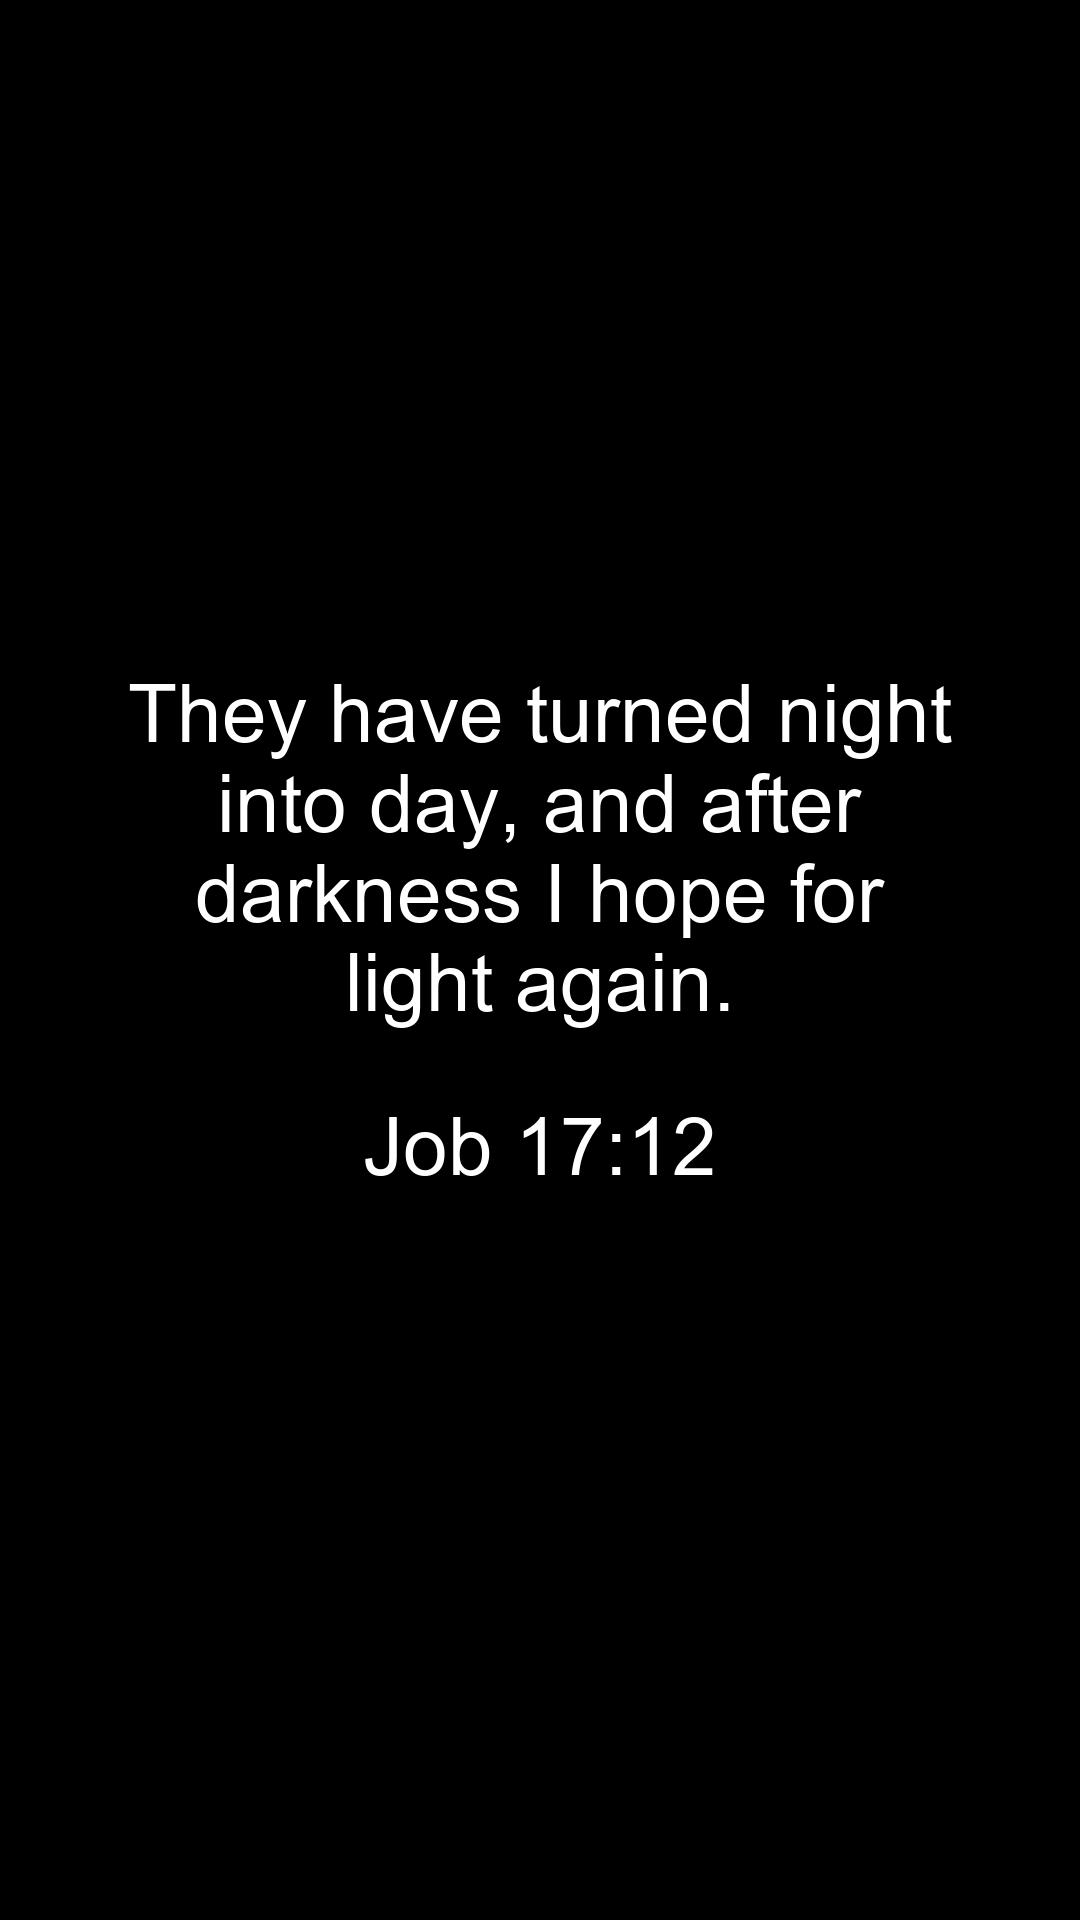 They have turned night
into day, and after
darkness I hope for
light again.
Job 17:12